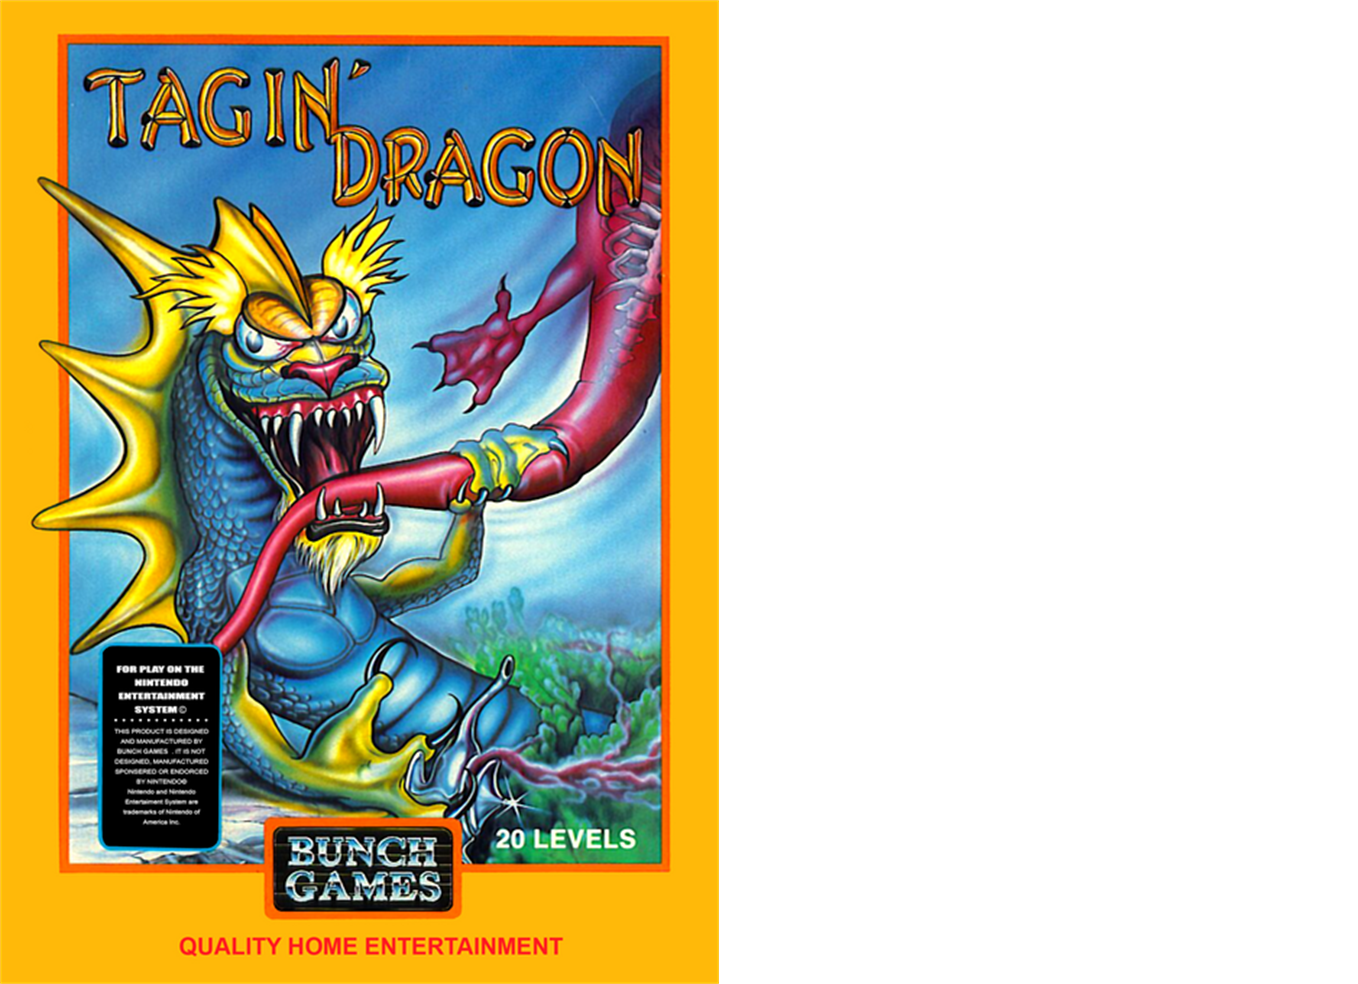 TAGIN'
DRAGON
FOR PLAY ON THE
NINTENDO
ENTERTAINMENT
SYSTEM ©
THIS PRODUCT IS DESIGNED
AND MANUFACTURED BY
BUNCH GAMES . IT IS NOT
DESIGNED, MANUFACTURED
SPONSERED OR ENDORCED
BY NINTENDO®
Nintendo and Nintendo
Entertaiment System are
trademarks of Nintendo of
America Inc.
20 LEVELS
BUNCH
GAMES
QUALITY HOME ENTERTAINMENT